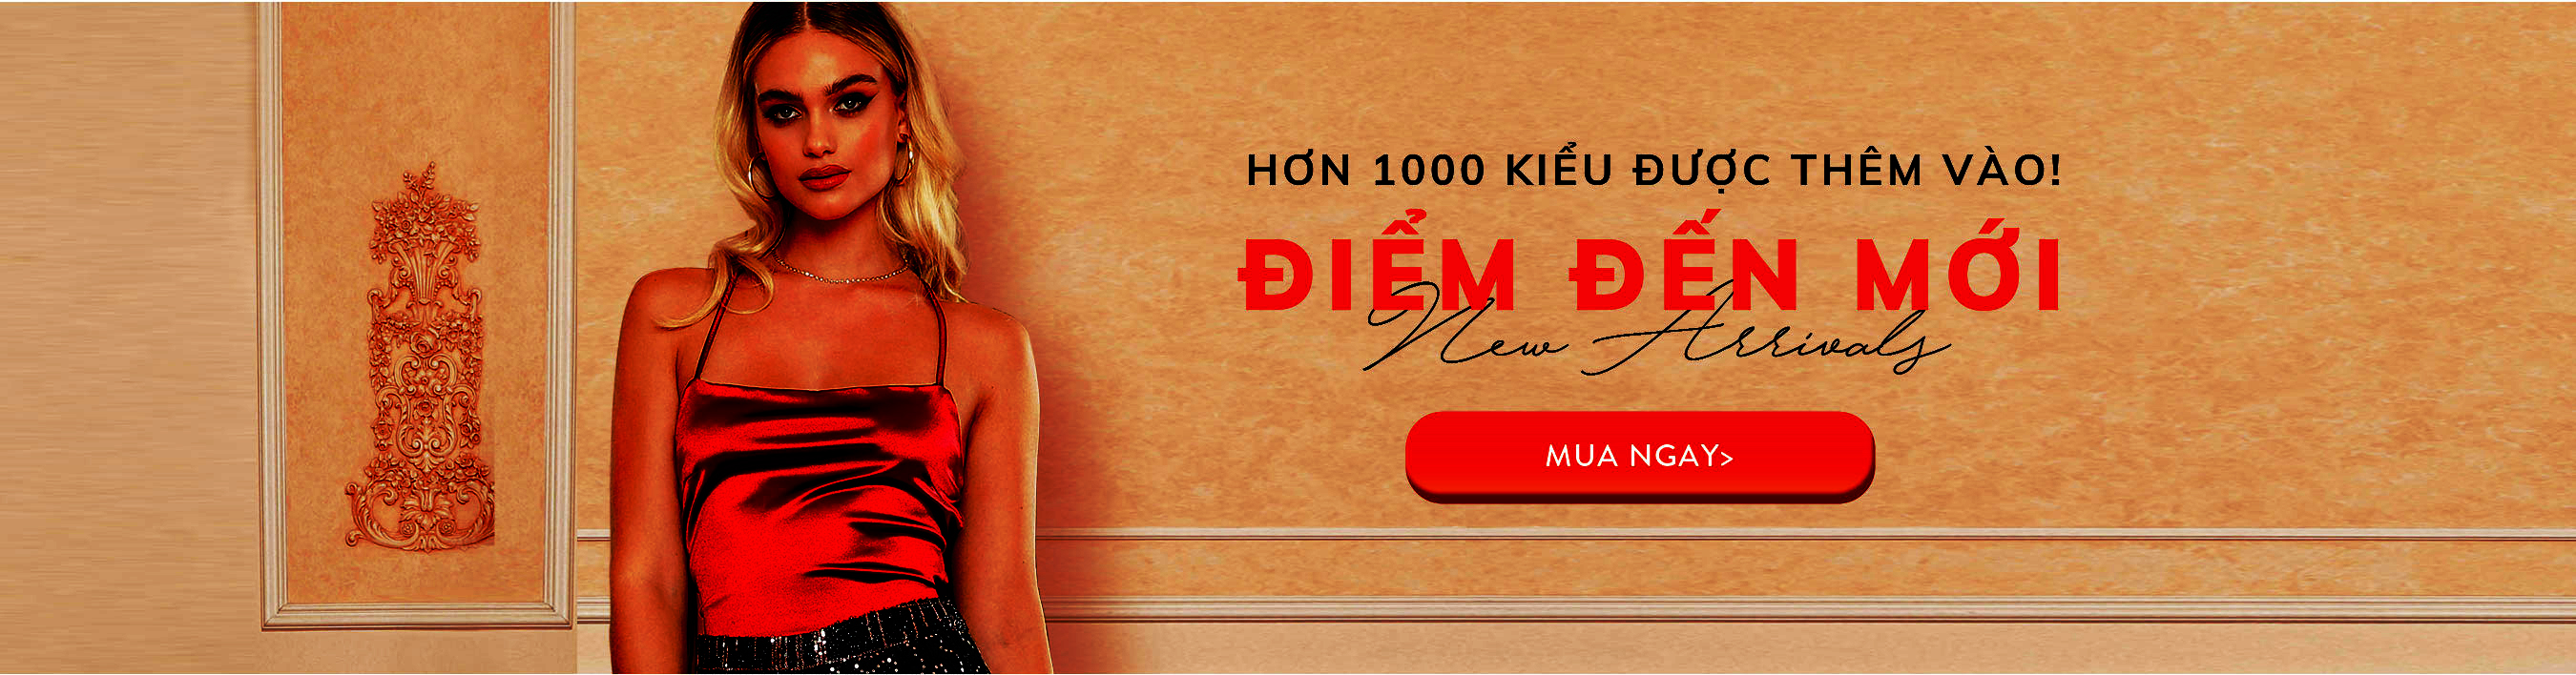 HƠN 1000 KIỂU ĐƯỢC THÊM VÀO!
ĐIỂM ĐẾN MỚI
New Arrivals
MUA NGAY>